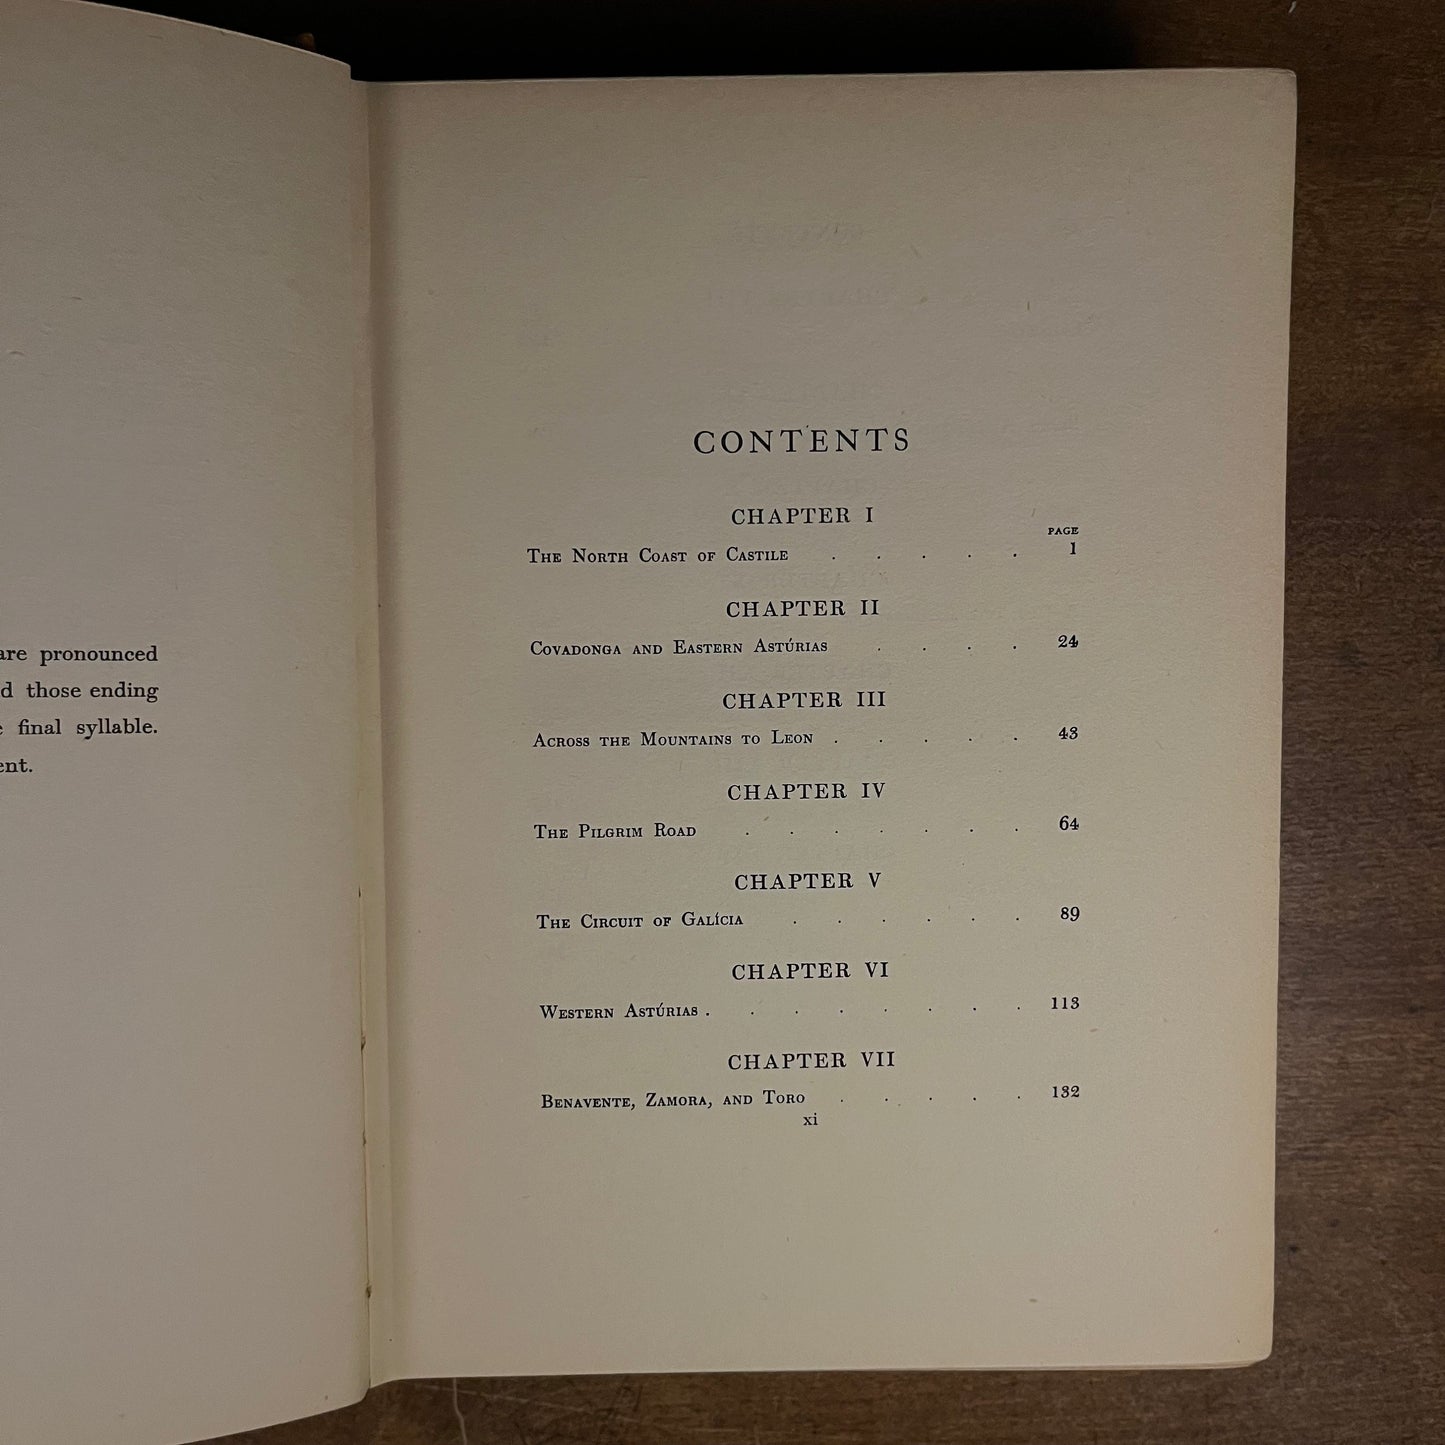 are pronounced
those ending
final syllable.
CONTENTS
CHAPTER I
PAGE
The North Coast of Castile . . . . . 1
CHAPTER II
Covadonga and Eastern Astúrias . . . . 24
CHAPTER III
Across the Mountains to Leon . . . . . 43
CHAPTER IV
The Pilgrim Road . . . . . . . 64
CHAPTER V
The Circuit of Galícia . . . . . . 89
CHAPTER VI
Western Astúrias . . . . . . . . 113
CHAPTER VII
Benavente, Zamora, and Toro . . . . . 132
xi